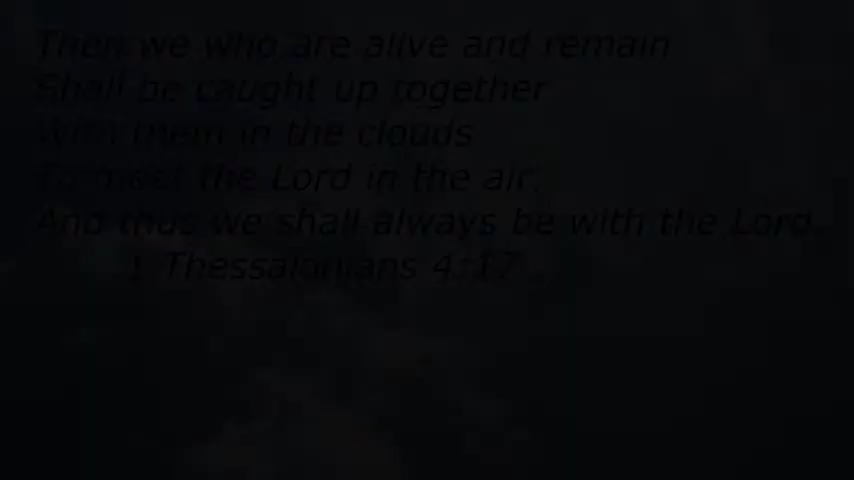 Then we who are alive and remain
Shall be caught up together
With them in the clouds
To meet the Lord in the air.
And thus we shall always be with the Lord.
1 Thessalonians 4:17